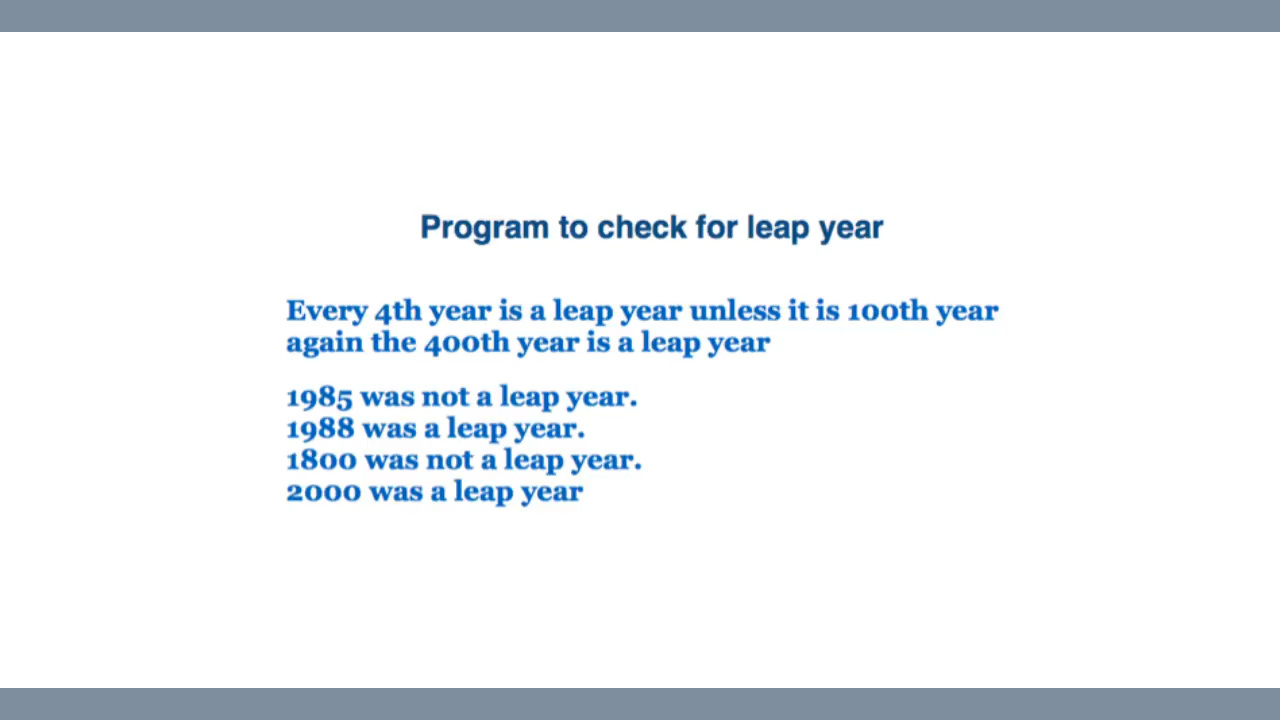 Program to check for leap year
Every 4th year is a leap year unless it is 100th year
again the 400th year is a leap year
1985 was not a leap year.
1988 was a leap year.
1800 was not a leap year.
2000 was a leap year